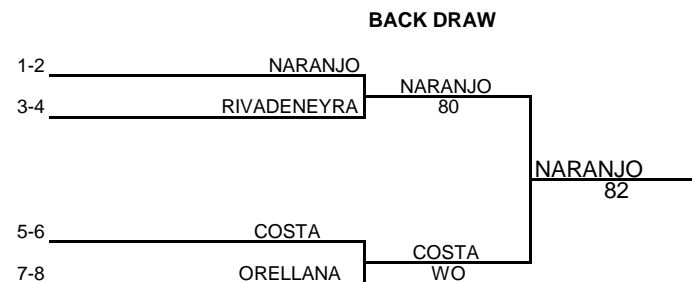 BACK DRAW
1-2 NARANJO
NARANJO
3-4 RIVADENEYRA
80
NARANJO
82
5-6 COSTA
COSTA
7-8 ORELLANA
WO